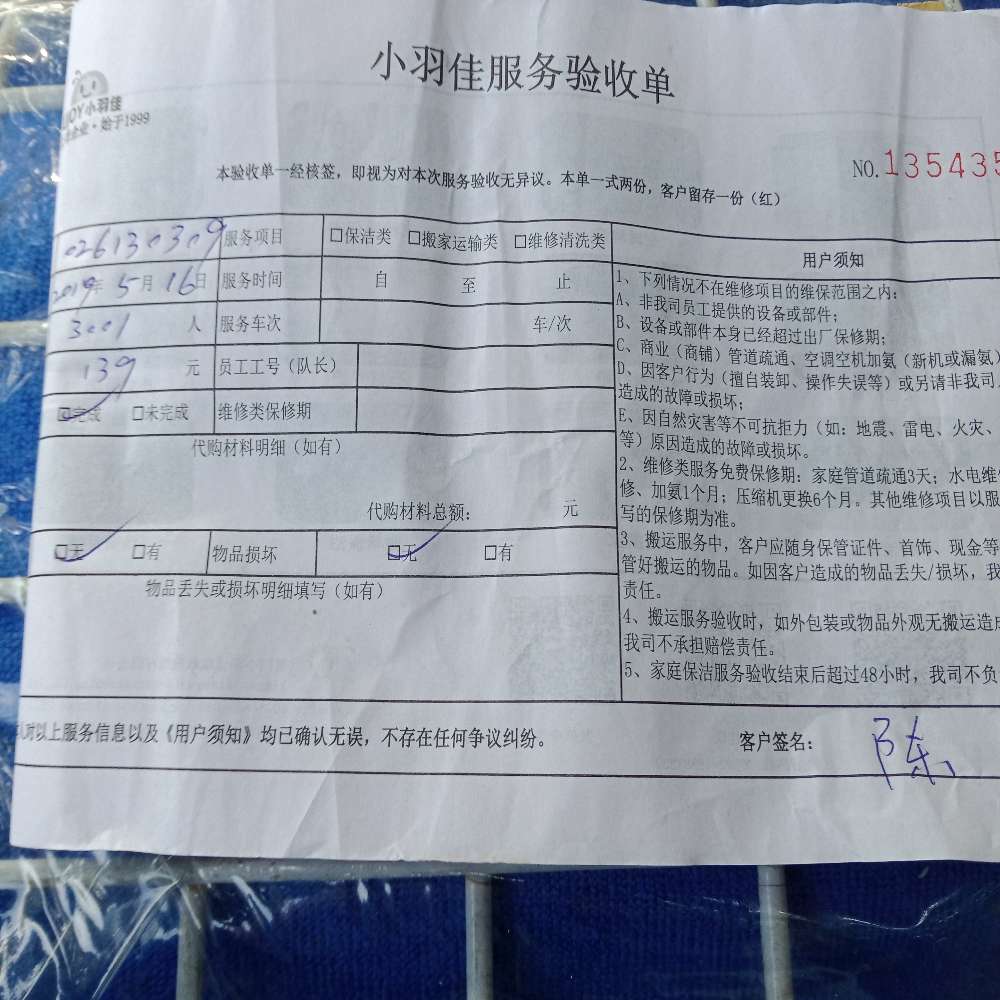 小羽佳服务验收单
JOY小羽佳
企业·始于1999
本验收单一经核签，即视为对本次服务验收无异议。本单一式两份，客户留存一份（红）
NO.135435
026130309 服务项目 □保洁类 □搬家运输类 □维修清洗类
2019年5月16日 服务时间 自 至 止
3001 人 服务车次 车/次
139 元 员工工号（队长）
□完成 □未完成 维修类保修期
代购材料明细（如有）
代购材料总额： 元
□无 □有 物品损坏 □无 □有
物品丢失或损坏明细填写（如有）
用户须知
1、下列情况不在维修项目的维保范围之内：
A、非我司员工提供的设备或部件；
B、设备或部件本身已经超过出厂保修期；
C、商业（商铺）管道疏通、空调空机加氨（新机或漏氨）
D、因客户行为（擅自装卸、操作失误等）或另请非我司
造成的故障或损坏；
E、因自然灾害等不可抗拒力（如：地震、雷电、火灾、
等）原因造成的故障或损坏。
2、维修类服务免费保修期：家庭管道疏通3天；水电维
修、加氨1个月；压缩机更换6个月。其他维修项目以服
写的保修期为准。
3、搬运服务中，客户应随身保管证件、首饰、现金等
管好搬运的物品。如因客户造成的物品丢失/损坏，我
责任。
4、搬运服务验收时，如外包装或物品外观无搬运造成
我司不承担赔偿责任。
5、家庭保洁服务验收结束后超过48小时，我司不负
对以上服务信息以及《用户须知》均已确认无误，不存在任何争议纠纷。
客户签名：陈